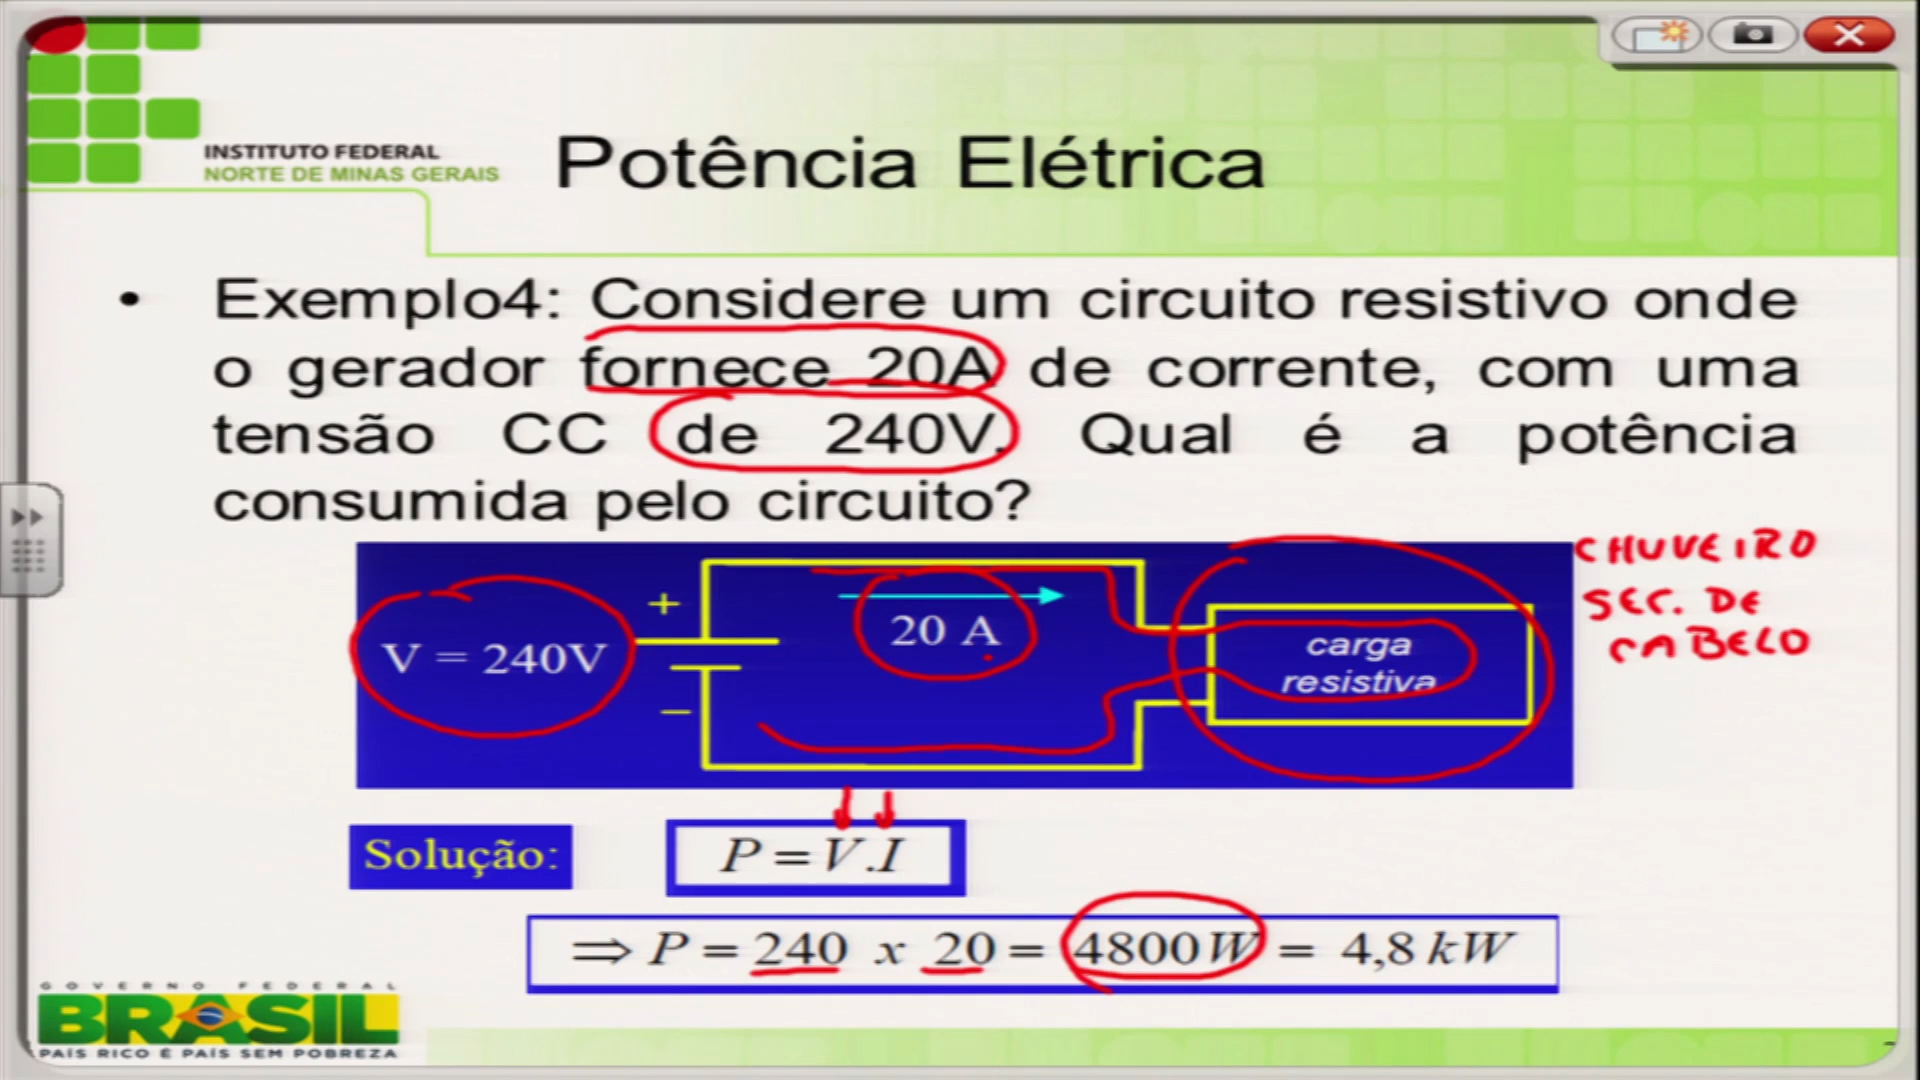 INSTITUTO FEDERAL
NORTE DE MINAS GERAIS
Potência Elétrica
• Exemplo4: Considere um circuito resistivo onde
o gerador fornece 20A de corrente, com uma
tensão CC de 240V. Qual é a potência
consumida pelo circuito?
V = 240V
+
−
20 A
carga
resistiva
CHUVEIRO
SEC. DE
CABELO
Solução:
P = V.I
⇒ P = 240 x 20 = 4800W = 4,8 kW
GOVERNO FEDERAL
BRASIL
PAÍS RICO É PAÍS SEM POBREZA